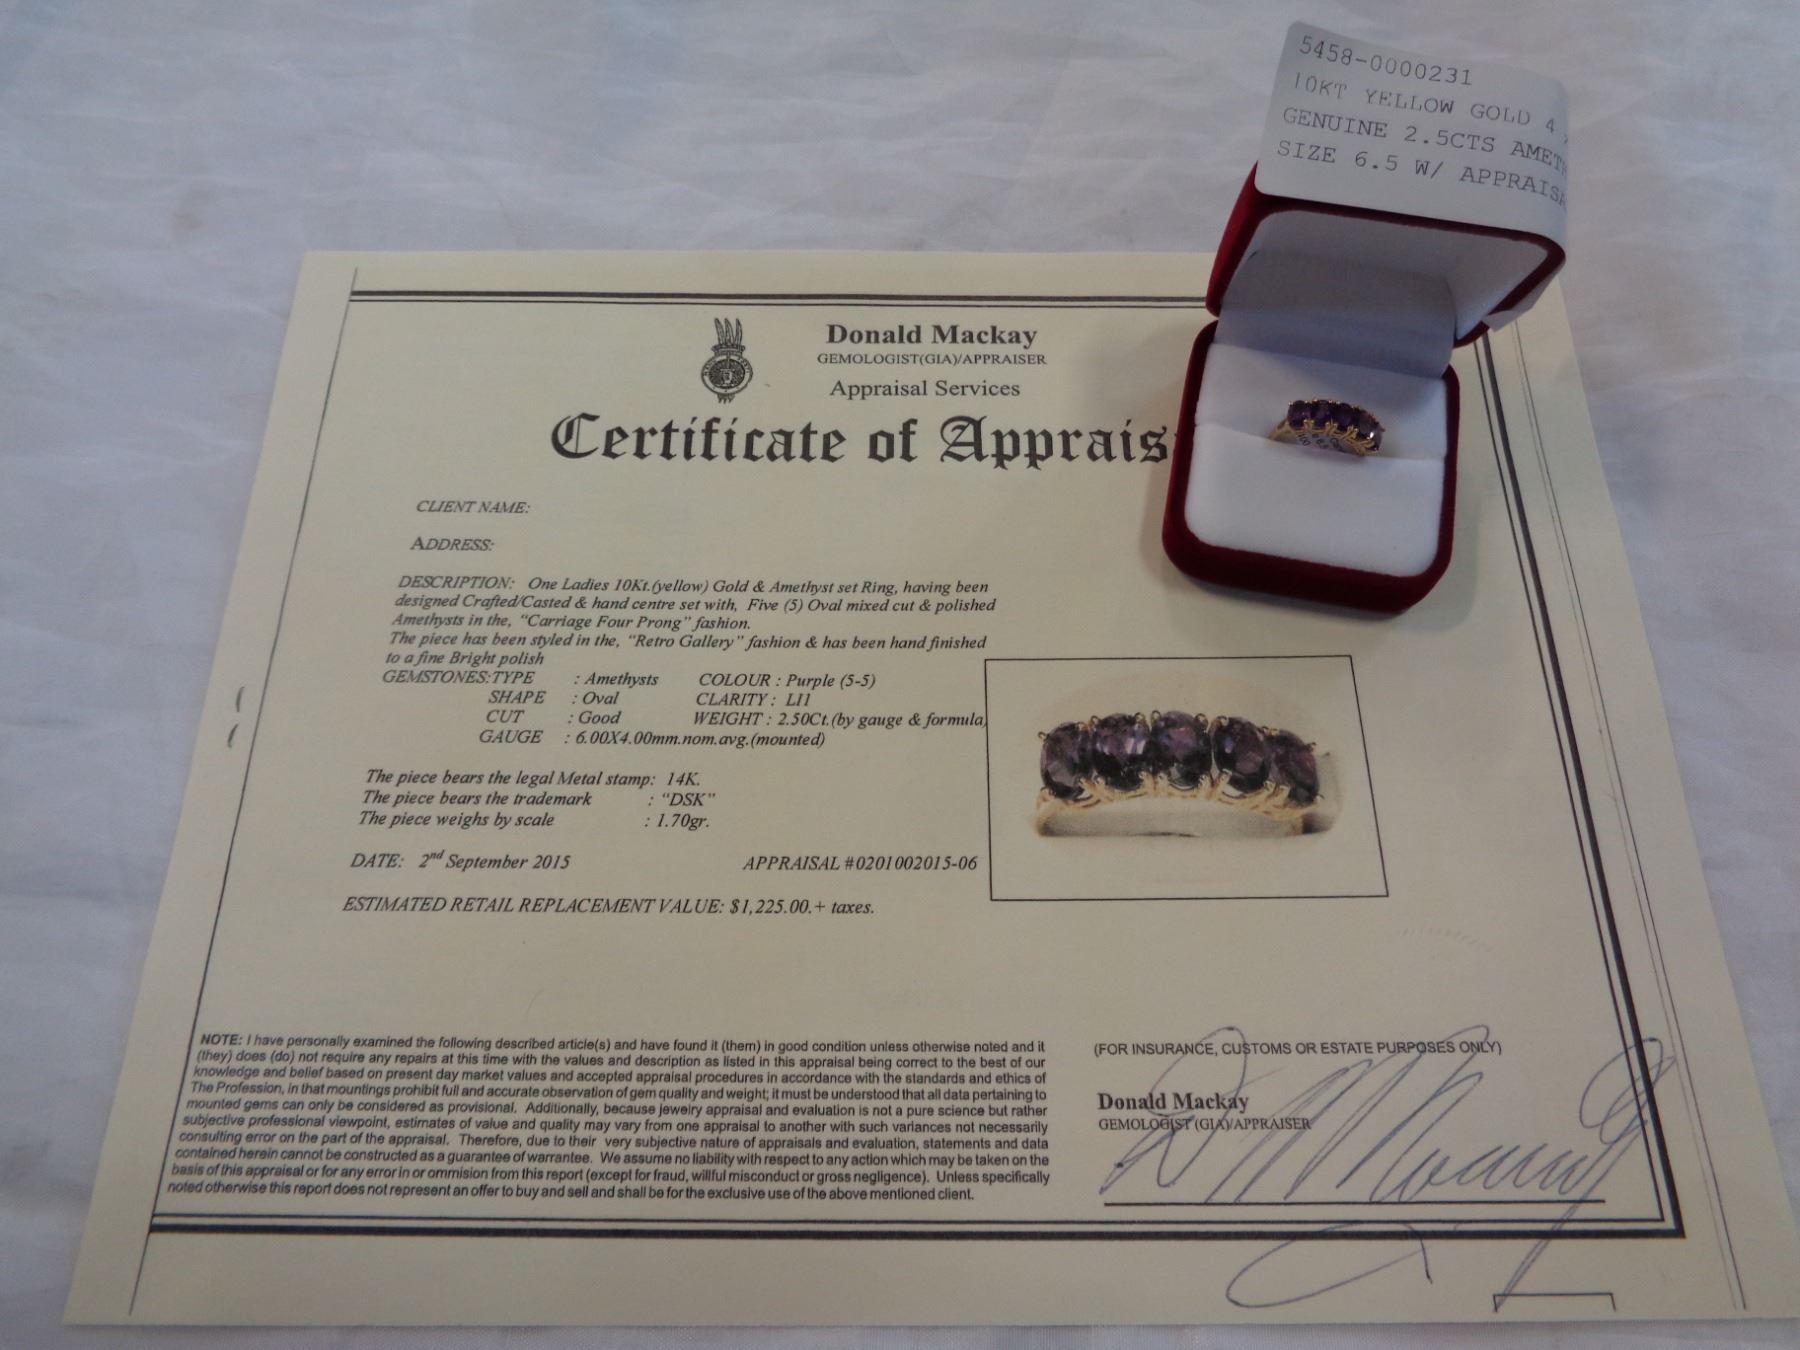 5458-0000231
10KT YELLOW GOLD 4
GENUINE 2.5CTS AMETH
SIZE 6.5 W/ APPRAISA
Donald Mackay
GEMOLOGIST(GIA)/APPRAISER
Appraisal Services
Certificate of Apprais
CLIENT NAME:
ADDRESS:
DESCRIPTION: One Ladies 10Kt.(yellow) Gold & Amethyst set Ring, having been
designed Crafted/Casted & hand centre set with, Five (5) Oval mixed cut & polished
Amethysts in the, "Carriage Four Prong" fashion.
The piece has been styled in the, "Retro Gallery" fashion & has been hand finished
to a fine Bright polish
GEMSTONES:TYPE : Amethysts COLOUR : Purple (5-5)
SHAPE : Oval CLARITY : LI1
CUT : Good WEIGHT : 2.50Ct.(by gauge & formula)
GAUGE : 6.00X4.00mm.nom.avg.(mounted)
The piece bears the legal Metal stamp: 14K.
The piece bears the trademark : "DSK"
The piece weighs by scale : 1.70gr.
DATE: 2nd September 2015 APPRAISAL #0201002015-06
ESTIMATED RETAIL REPLACEMENT VALUE: $1,225.00.+ taxes.
NOTE: I have personally examined the following described article(s) and have found it (them) in good condition unless otherwise noted and it
(they) does (do) not require any repairs at this time with the values and description as listed in this appraisal being correct to the best of our
knowledge and belief based on present day market values and accepted appraisal procedures in accordance with the standards and ethics of
The Profession, in that mountings prohibit full and accurate observation of gem quality and weight; it must be understood that all data pertaining to
mounted gems can only be considered as provisional. Additionally, because jewelry appraisal and evaluation is not a pure science but rather
subjective professional viewpoint, estimates of value and quality may vary from one appraisal to another with such variances not necessarily
consulting error on the part of the appraisal. Therefore, due to their very subjective nature of appraisals and evaluation, statements and data
contained herein cannot be constructed as a guarantee of warrantee. We assume no liability with respect to any action which may be taken on the
basis of this appraisal or for any error in or ommision from this report (except for fraud, willful misconduct or gross negligence). Unless specifically
noted otherwise this report does not represent an offer to buy and sell and shall be for the exclusive use of the above mentioned client.
(FOR INSURANCE, CUSTOMS OR ESTATE PURPOSES ONLY)
Donald Mackay
GEMOLOGIST (GIA)/APPRAISER